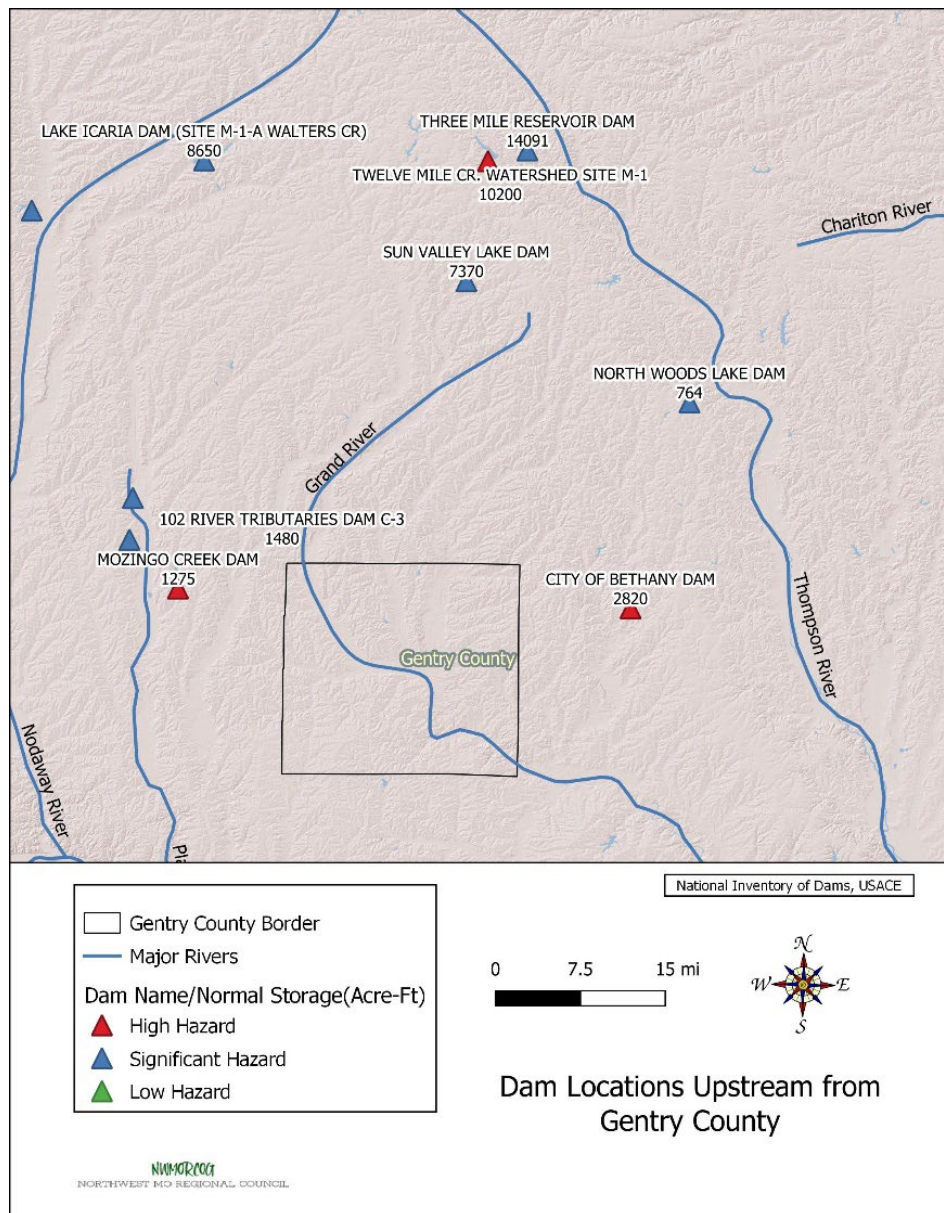 LAKE ICARIA DAM (SITE M-1-A WALTERS CR)
8650
THREE MILE RESERVOIR DAM
14091
TWELVE MILE CR. WATERSHED SITE M-1
10200
Chariton River
SUN VALLEY LAKE DAM
7370
NORTH WOODS LAKE DAM
764
Grand River
102 RIVER TRIBUTARIES DAM C-3
1480
MOZINGO CREEK DAM
1275
CITY OF BETHANY DAM
2820
Thompson River
Gentry County
Nodaway River
Pla
National Inventory of Dams, USACE
Gentry County Border
Major Rivers
Dam Name/Normal Storage(Acre-Ft)
High Hazard
Significant Hazard
Low Hazard
0 7.5 15 mi
N
W E
S
Dam Locations Upstream from
Gentry County
NWMORCOG
NORTHWEST MO REGIONAL COUNCIL